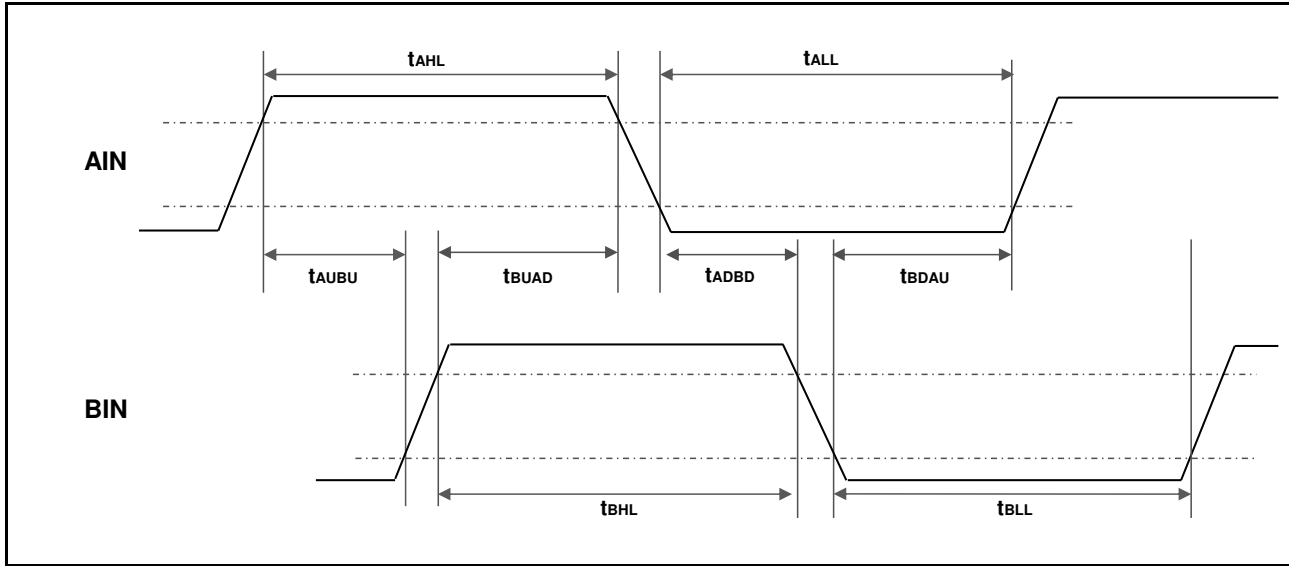 tAHL
tALL
AIN
tAUBU
tBUAD
tADBD
tBDAU
BIN
tBHL
tBLL